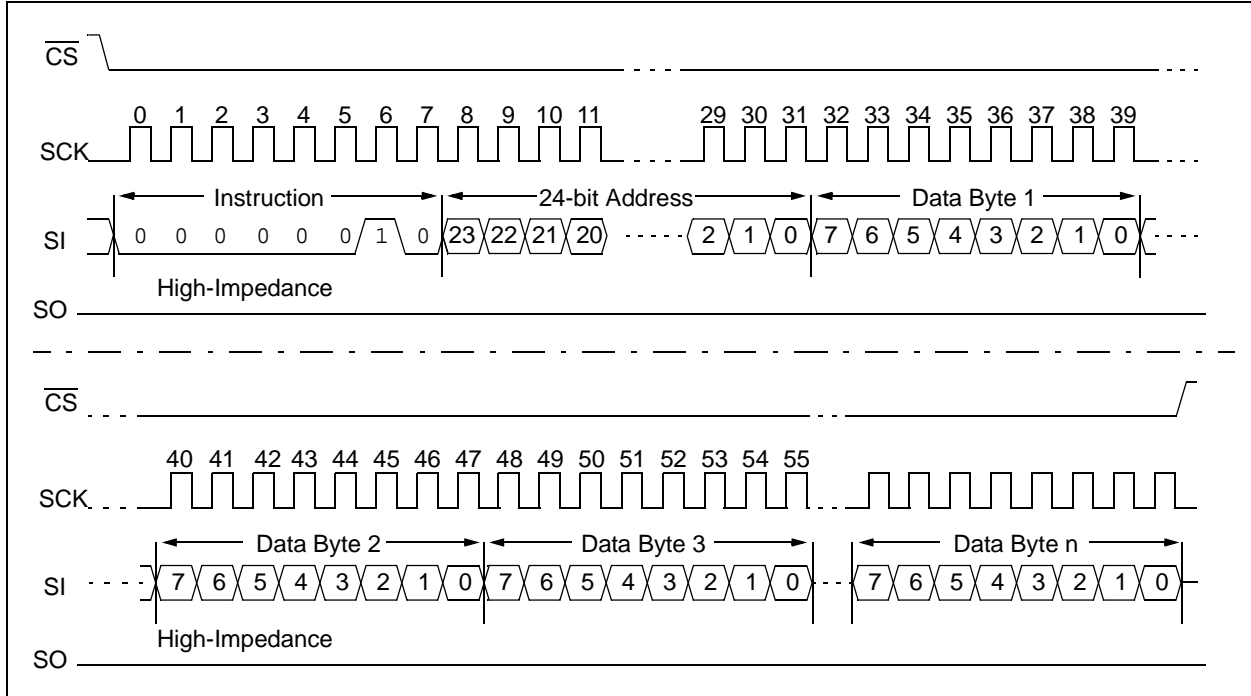 CS
0 1 2 3 4 5 6 7 8 9 10 11 29 30 31 32 33 34 35 36 37 38 39
SCK
Instruction 24-bit Address Data Byte 1
SI 0 0 0 0 0 0 1 0 23 22 21 20 2 1 0 7 6 5 4 3 2 1 0
High-Impedance
SO
CS
40 41 42 43 44 45 46 47 48 49 50 51 52 53 54 55
SCK
Data Byte 2 Data Byte 3 Data Byte n
SI 7 6 5 4 3 2 1 0 7 6 5 4 3 2 1 0 7 6 5 4 3 2 1 0
High-Impedance
SO